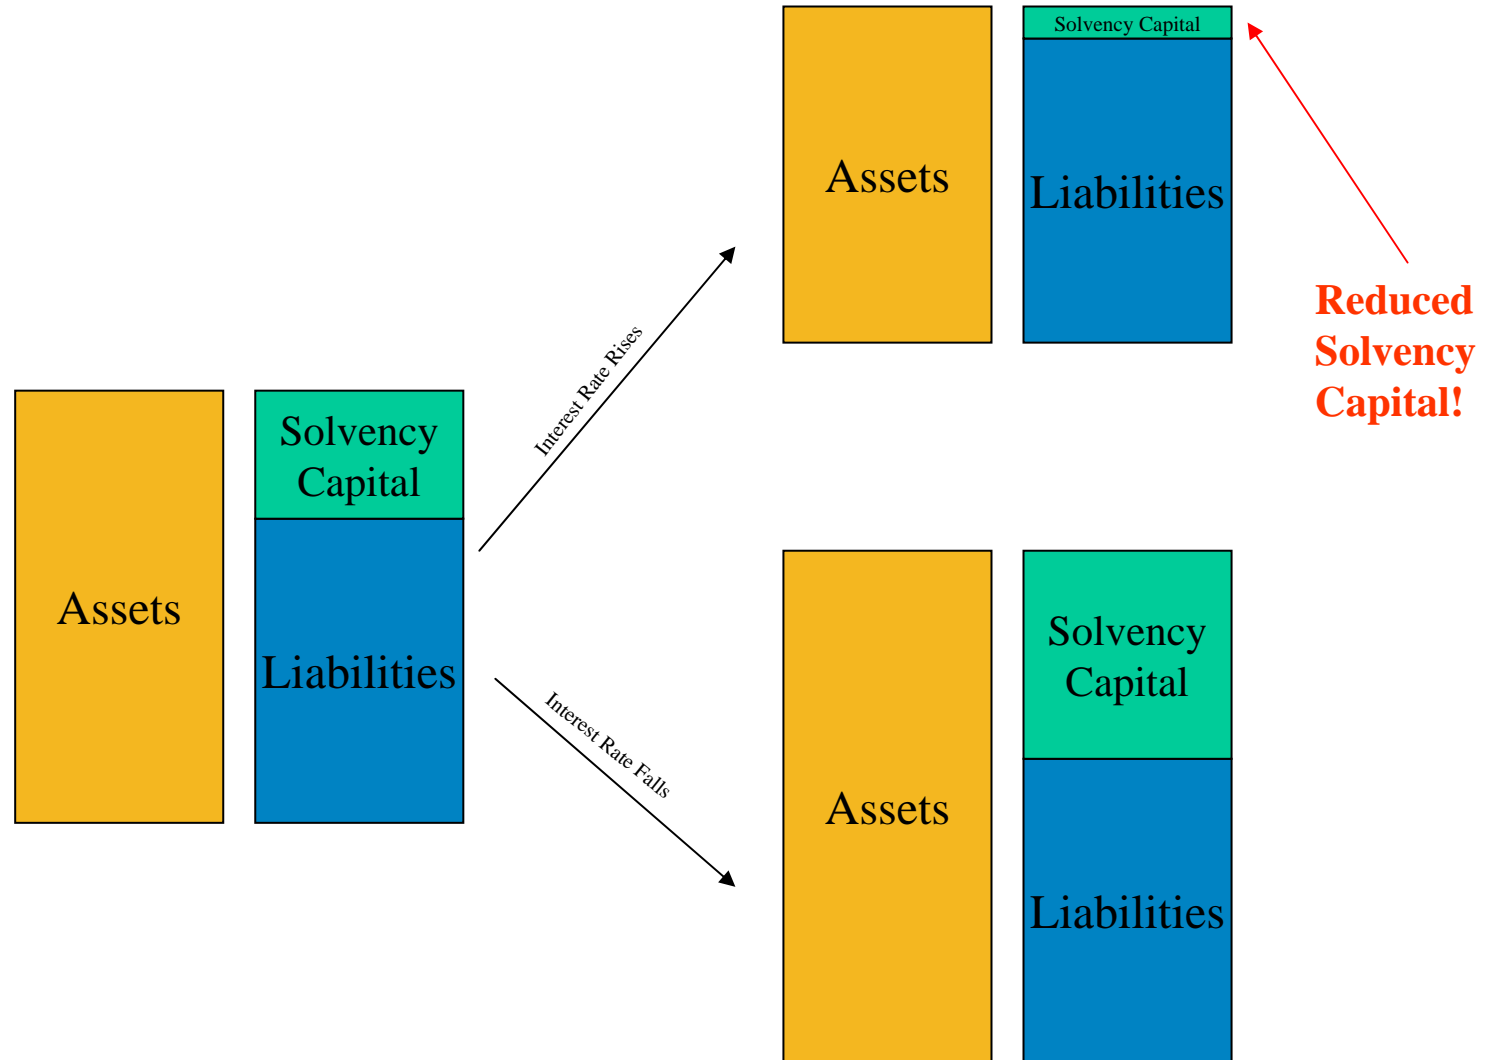 Assets
Solvency
Capital
Liabilities
Interest Rate Rises
Interest Rate Falls
Assets
Solvency Capital
Liabilities
Reduced
Solvency
Capital!
Assets
Solvency
Capital
Liabilities